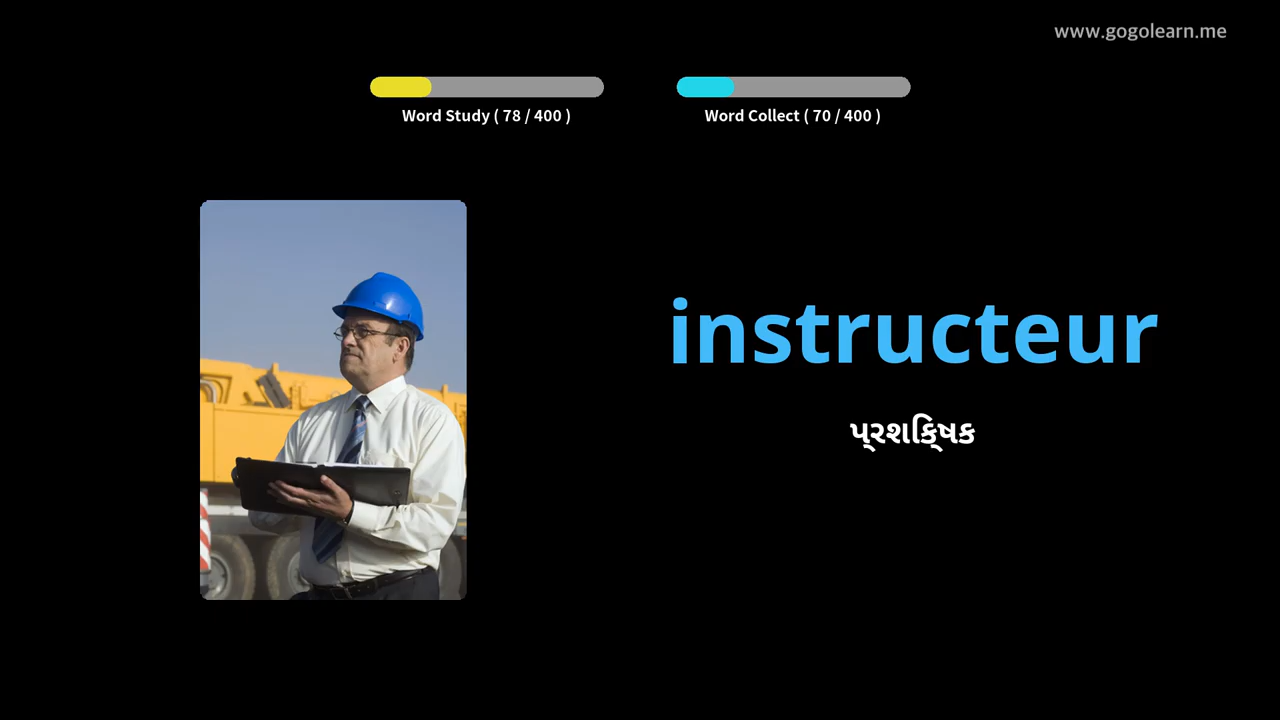 www.gogolearn.me
Word Study ( 78 / 400 )
Word Collect ( 70 / 400 )
instructeur
પ્રશિક્ષક